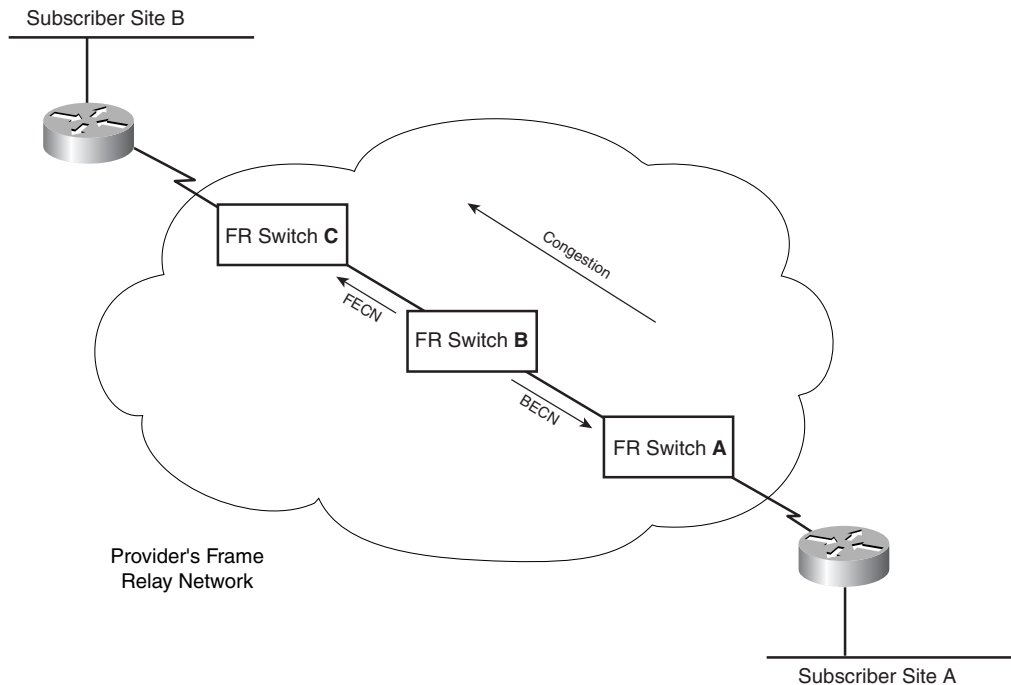 Subscriber Site B
FR Switch C
Congestion
FECN
FR Switch B
BECN
FR Switch A
Provider's Frame
Relay Network
Subscriber Site A